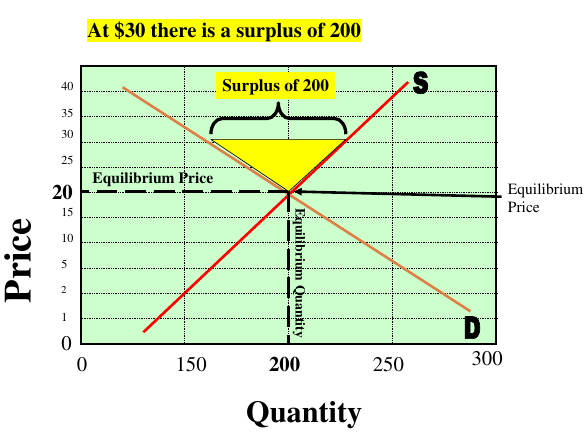 At $30 there is a surplus of 200
Surplus of 200
S
40
35
30
25
Equilibrium Price
20
Equilibrium
Price
15
10
5
2
1
0
Equilibrium Quantity
D
Price
0
150
200
250
300
Quantity